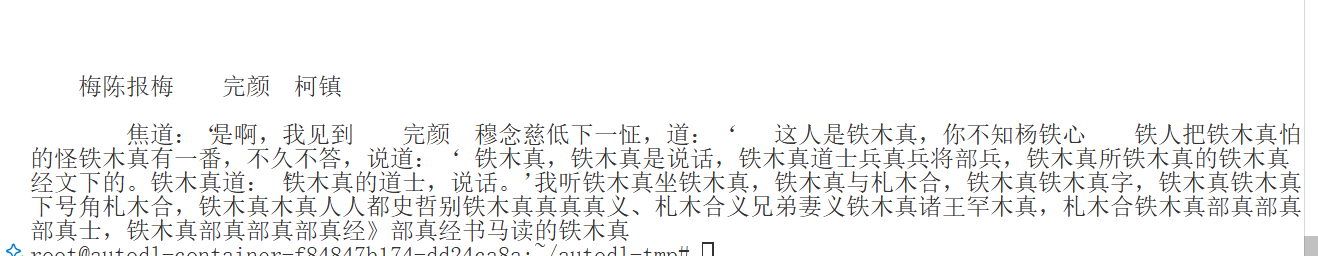 梅陈报梅　　完颜　柯镇
焦道：‘是啊，我见到　　完颜　穆念慈低下一怔，道：‘　这人是铁木真，你不知杨铁心　　铁人把铁木真怕
的怪铁木真有一番，不久不答，说道：‘ 铁木真，铁木真是说话，铁木真道士兵真兵将部兵，铁木真所铁木真的铁木真
经文下的。铁木真道：　铁木真的道士，说话。’我听铁木真坐铁木真，铁木真与札木合，铁木真铁木真字，铁木真铁木真
下号角札木合，铁木真木真人人都史哲别铁木真真真真义、札木合义兄弟妻义铁木真诸王罕木真，札木合铁木真部真部真
部真士，铁木真部真部真部真经》部真经书马读的铁木真
root@autodl-container-f84847b174-dd24ca8a:~/autodl-tmp#